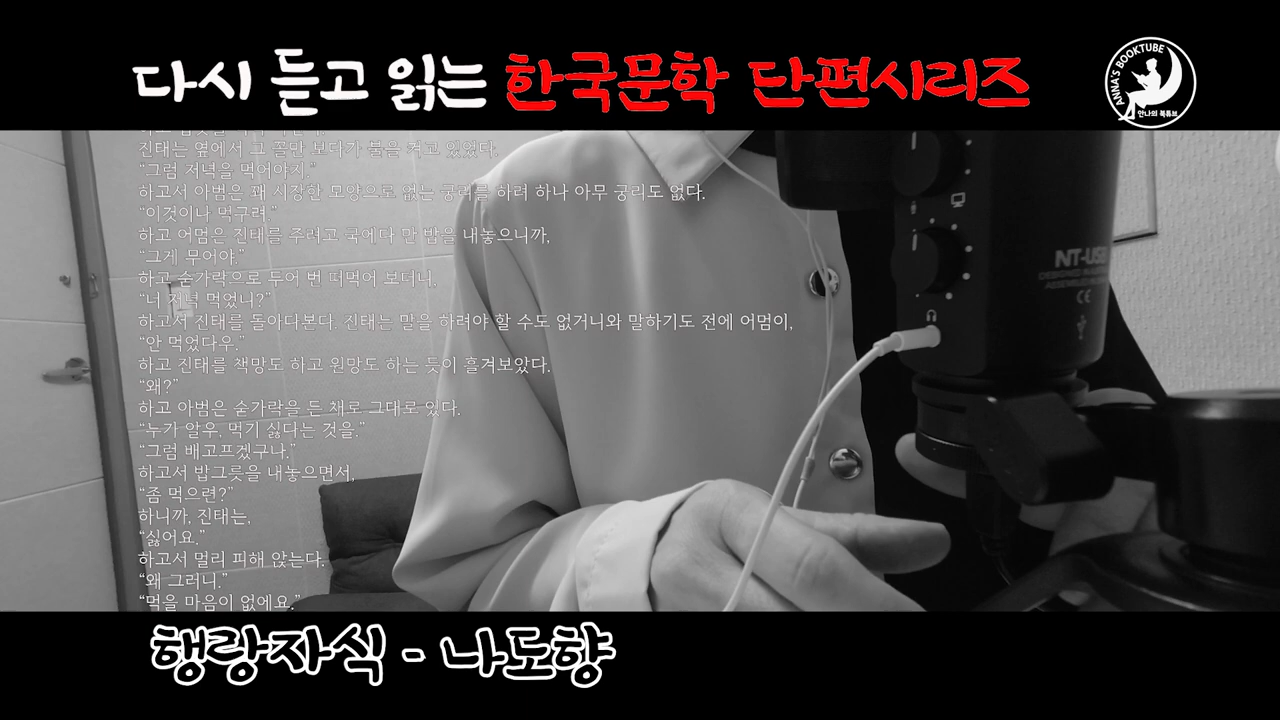 다시 듣고 읽는 한국문학 단편시리즈
ANNA'S BOOKTUBE
안나의 북튜브
진태는 옆에서 그 꼴만 보다가 불을 켜고 있었다.
“그럼 저녁을 먹어야지.”
하고서 아범은 꽤 시장한 모양으로 없는 궁리를 하려 하나 아무 궁리도 없다.
“이것이나 먹구려.”
하고 어멈은 진태를 주려고 국에다 만 밥을 내놓으니까,
“그게 무어야.”
하고 숟가락으로 두어 번 떠먹어 보더니,
“너 저녁 먹었니?”
하고서 진태를 돌아다본다. 진태는 말을 하려야 할 수도 없거니와 말하기도 전에 어멈이,
“안 먹었다우.”
하고 진태를 책망도 하고 원망도 하는 듯이 흘겨보았다.
“왜?”
하고 아범은 숟가락을 든 채로 그대로 있다.
“누가 알우. 먹기 싫다는 것을.”
“그럼 배고프겠구나.”
하고서 밥그릇을 내놓으면서,
“좀 먹으련?”
하니까, 진태는,
“싫어요.”
하고서 멀리 피해 앉는다.
“왜 그러니.”
“먹을 마음이 없에요.”
NT-USB
CE
행랑자식 - 나도향